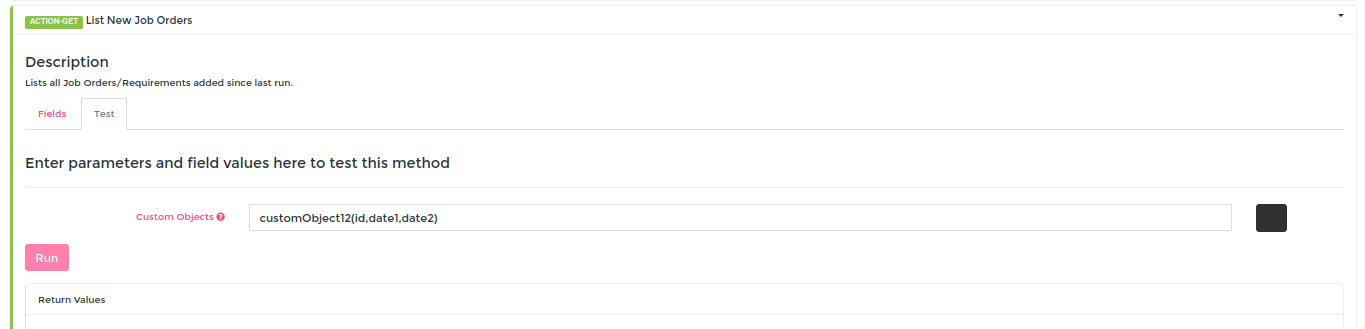 ACTION-GET List New Job Orders
Description
Lists all Job Orders/Requirements added since last run.
Fields Test
Enter parameters and field values here to test this method
Custom Objects customObject12(id,date1,date2)
Run
Return Values